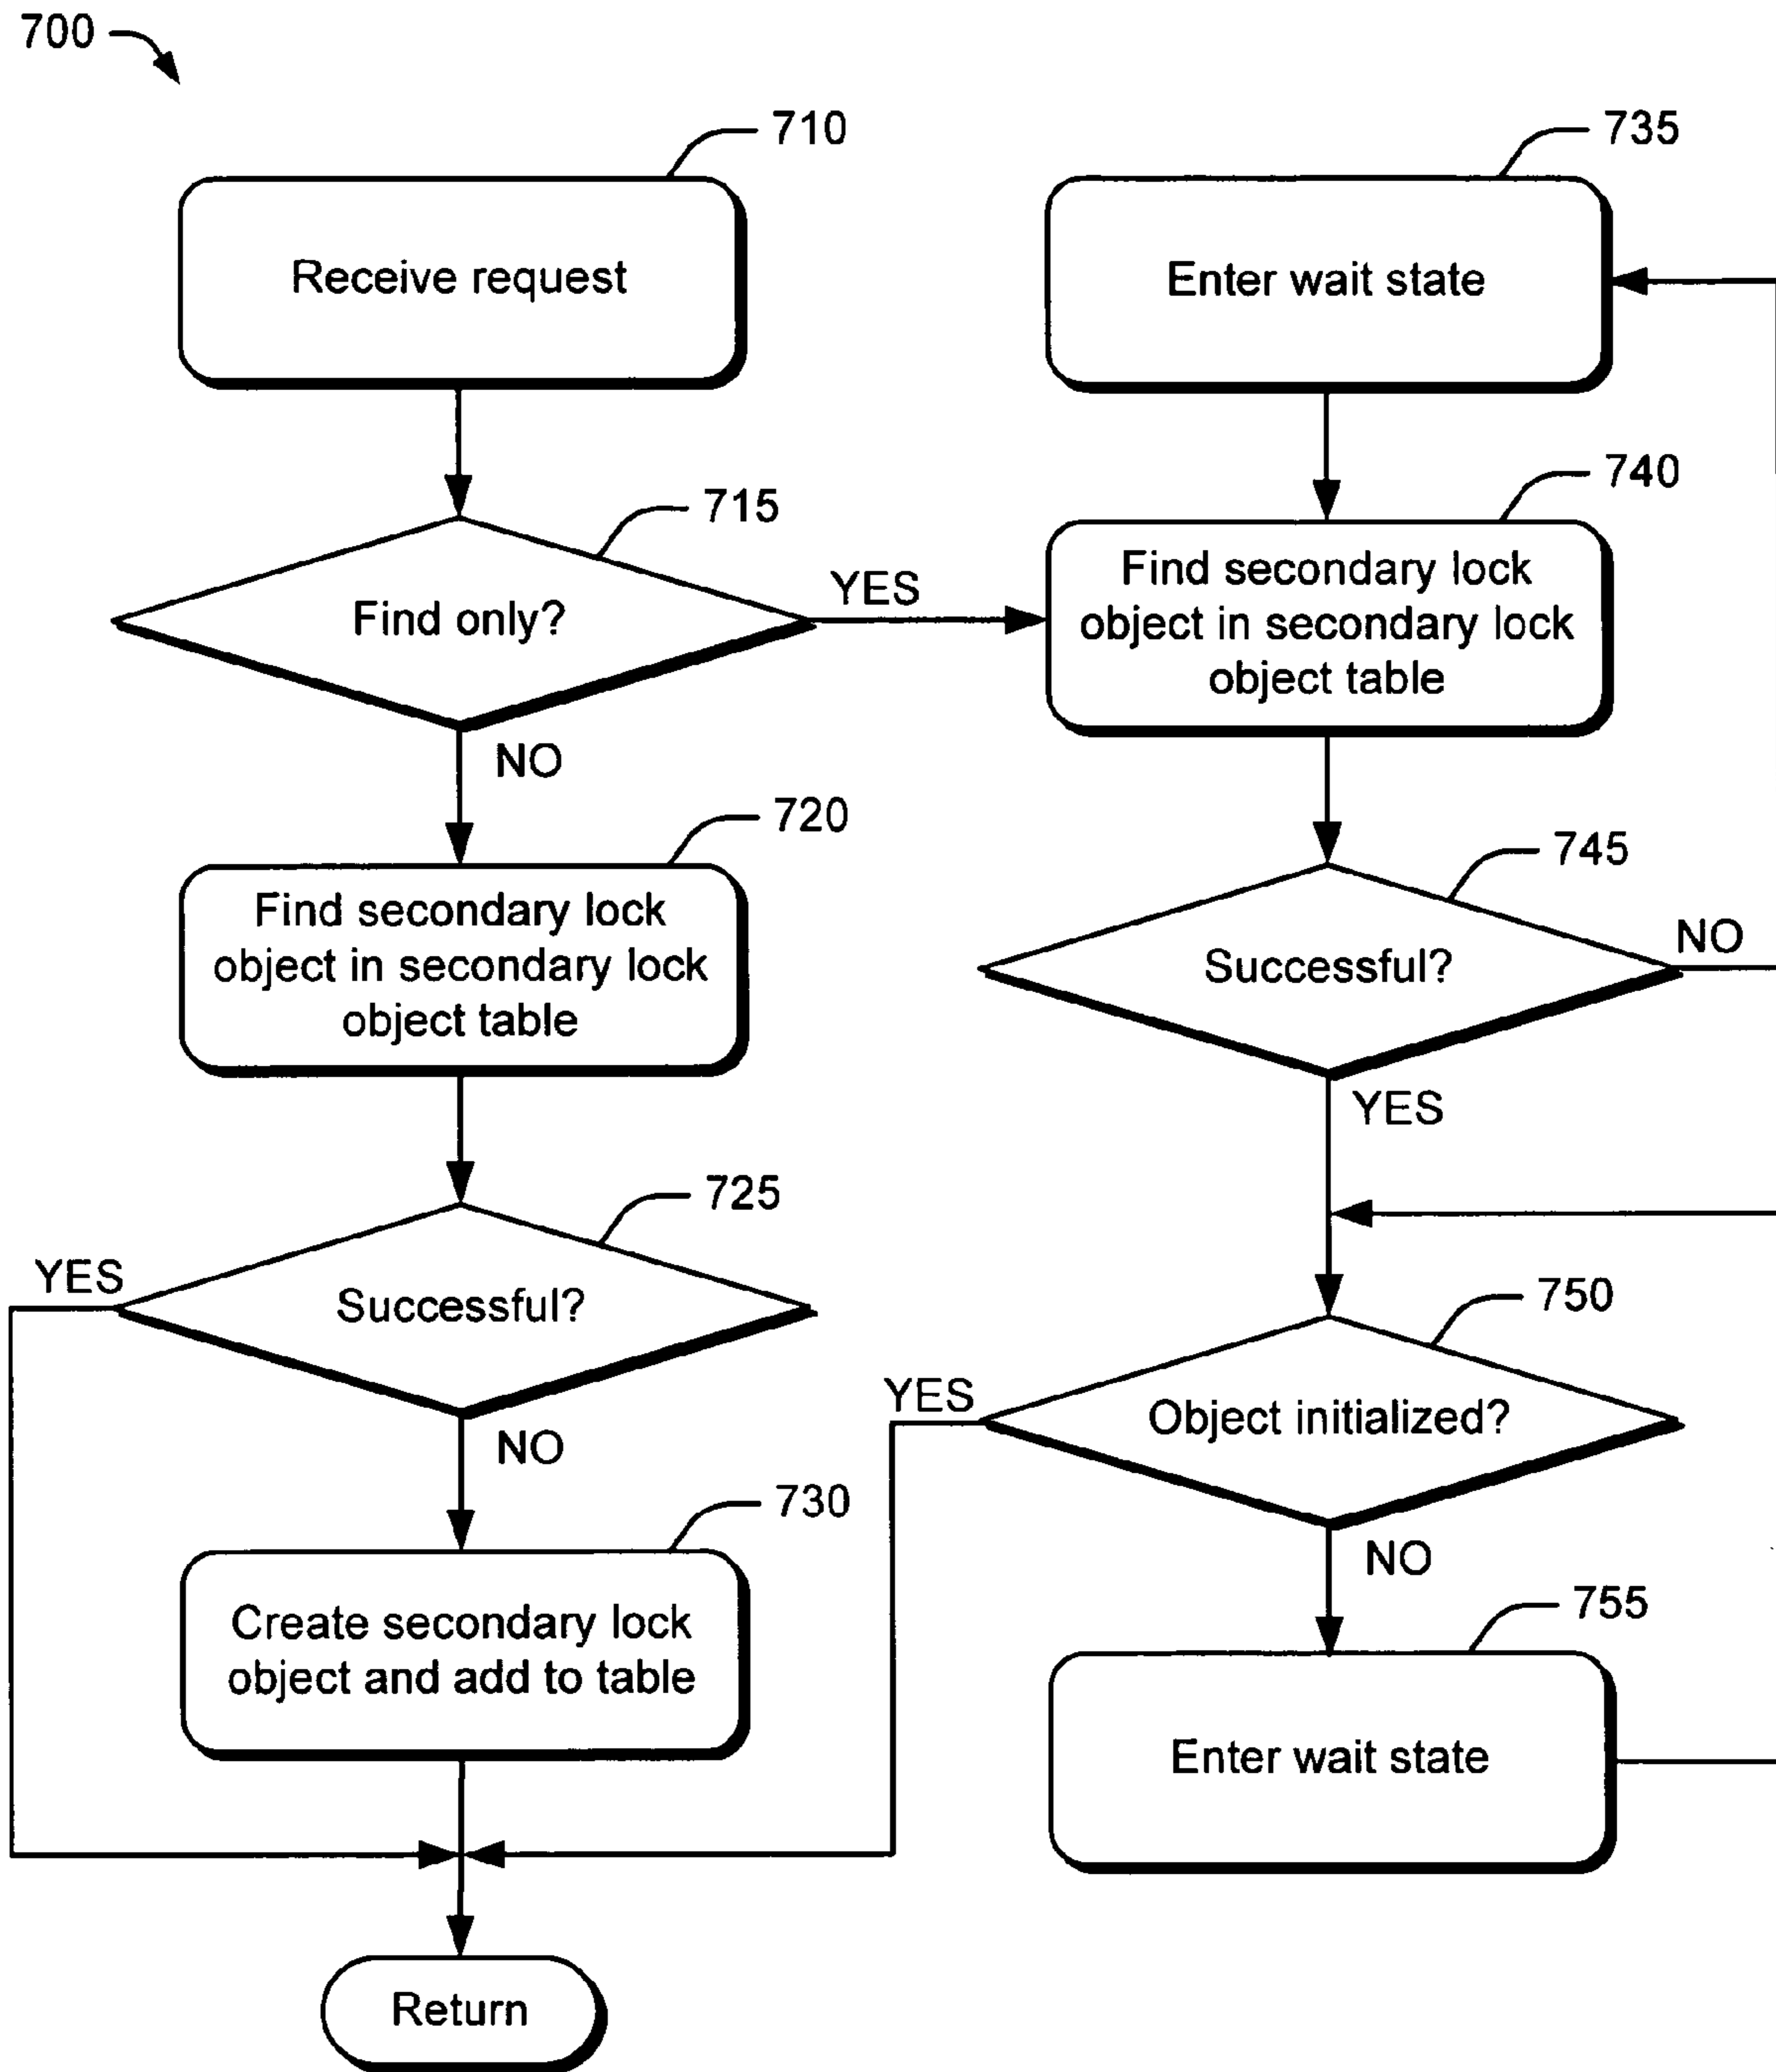 700
710
Receive request
715
Find only?
YES
NO
720
Find secondary lock
object in secondary lock
object table
725
YES
Successful?
NO
730
Create secondary lock
object and add to table
Return
735
Enter wait state
740
Find secondary lock
object in secondary lock
object table
745
NO
Successful?
YES
750
YES
Object initialized?
NO
755
Enter wait state